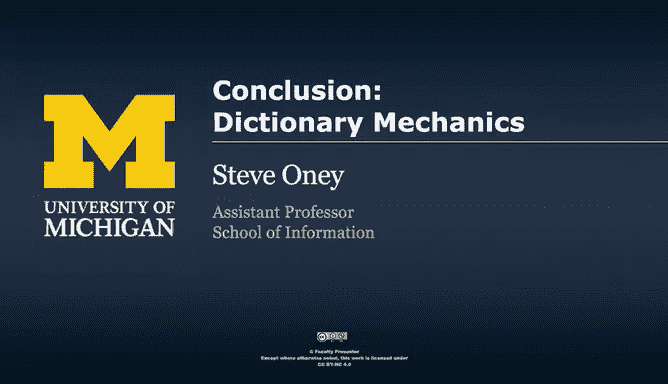 Conclusion:
Dictionary Mechanics
Steve Oney
Assistant Professor
School of Information
M
UNIVERSITY OF
MICHIGAN
© Faculty Presenter
Except where otherwise noted, this work is licensed under
CC BY-NC 4.0